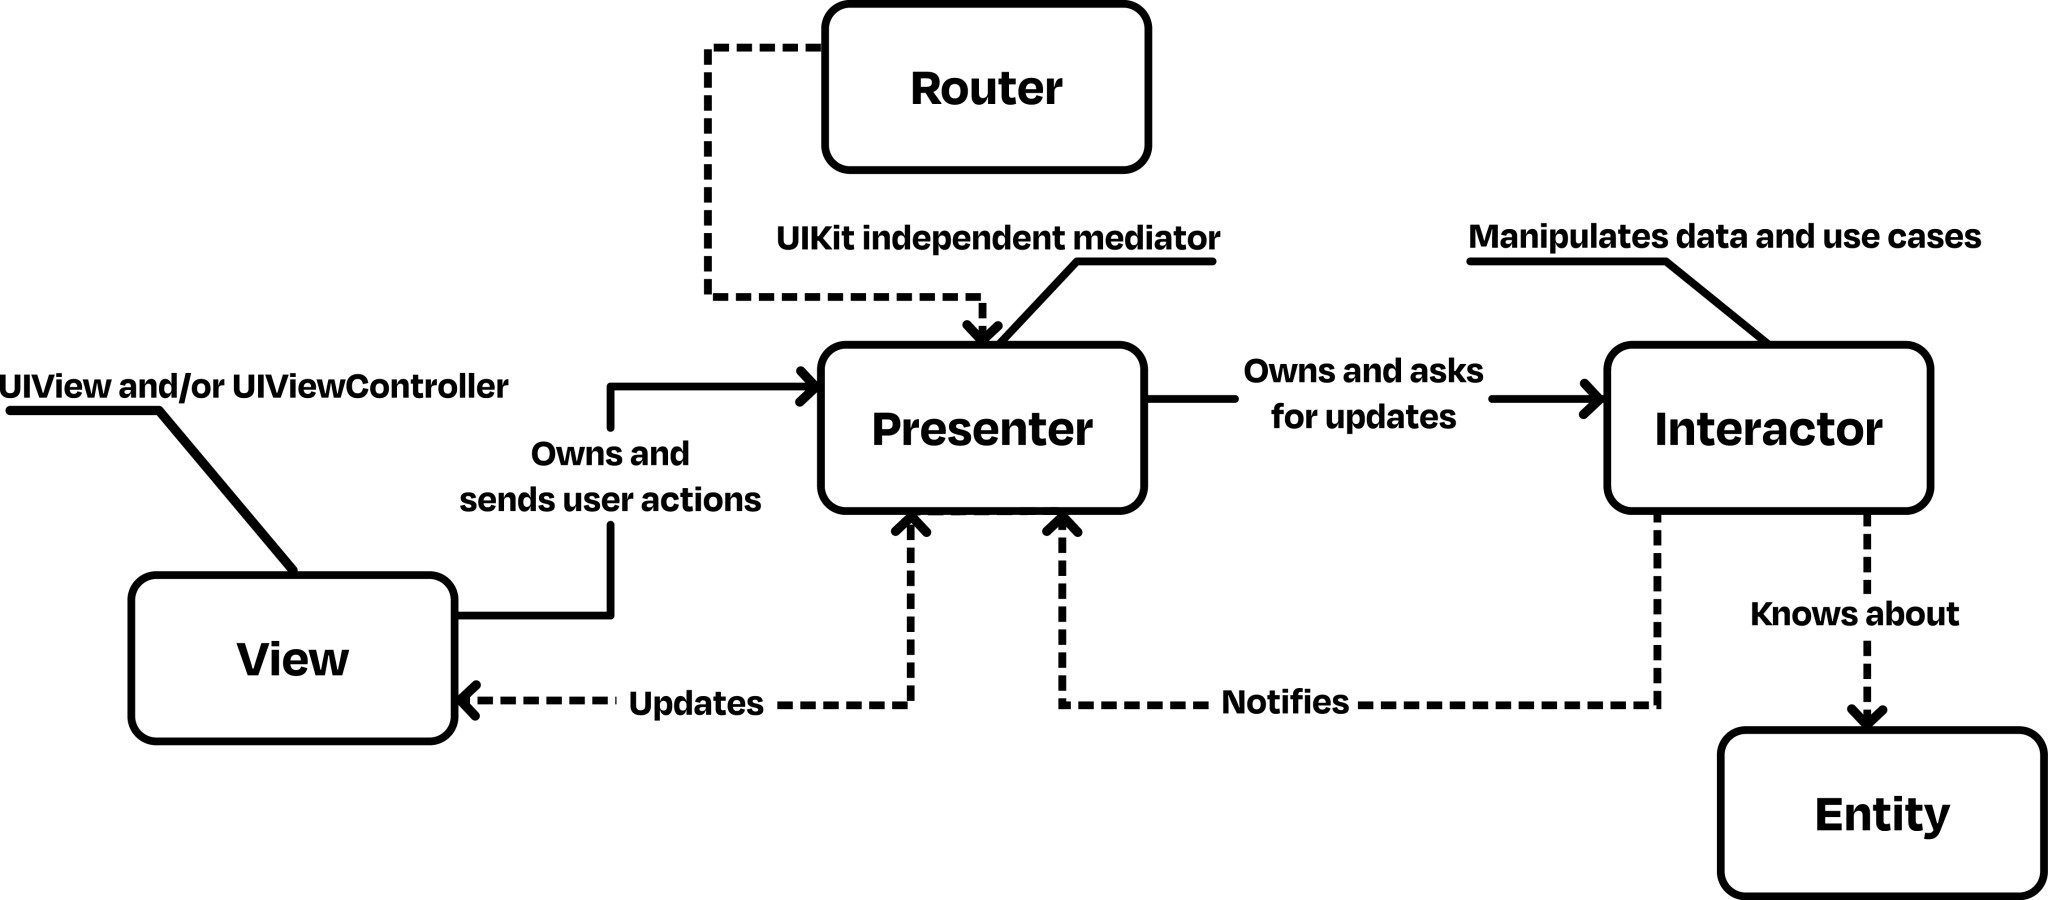 Router
UIKit independent mediator
Manipulates data and use cases
UIView and/or UIViewController
Owns and
sends user actions
Presenter
Owns and asks
for updates
Interactor
View
Updates
Notifies
Knows about
Entity